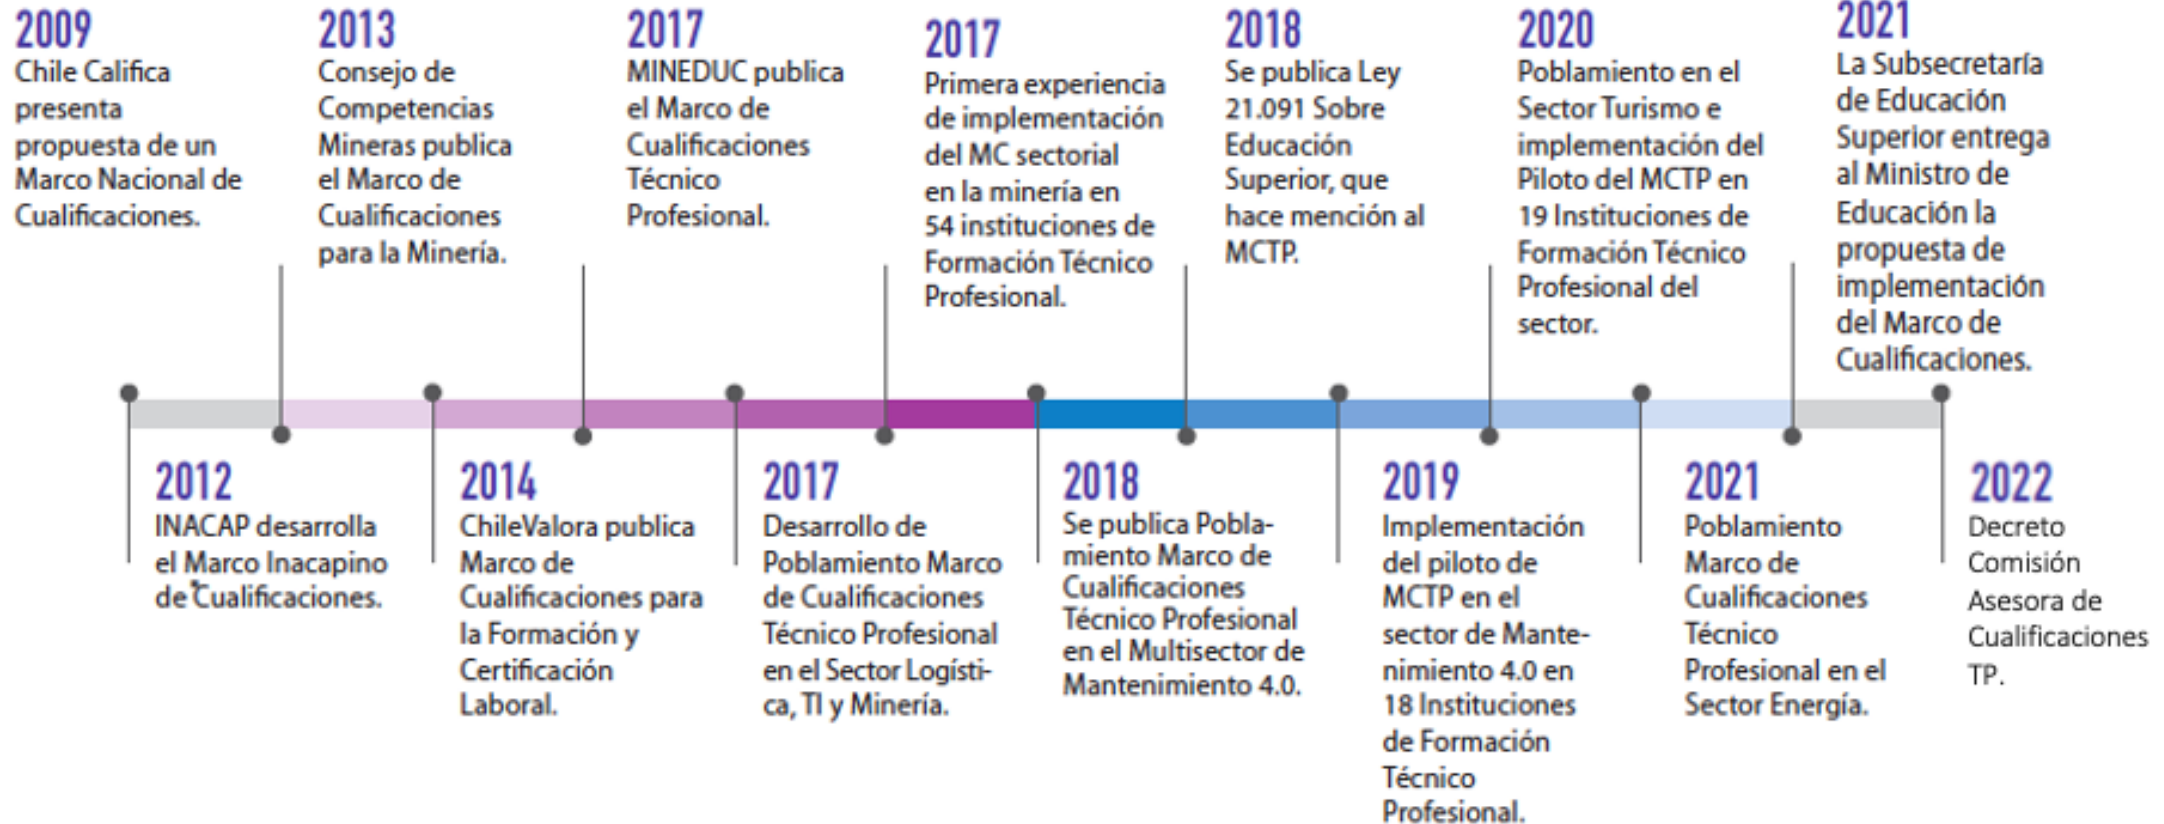 2009
Chile Califica
presenta
propuesta de un
Marco Nacional de
Cualificaciones.
2012
INACAP desarrolla
el Marco Inacapino
de Cualificaciones.
2013
Consejo de
Competencias
Mineras publica
el Marco de
Cualificaciones
para la Minería.
2014
ChileValora publica
Marco de
Cualificaciones para
la Formación y
Certificación
Laboral.
2017
MINEDUC publica
el Marco de
Cualificaciones
Técnico
Profesional.
2017
Desarrollo de
Poblamiento Marco
de Cualificaciones
Técnico Profesional
en el Sector Logísti-
ca, TI y Minería.
2017
Primera experiencia
de implementación
del MC sectorial
en la minería en
54 instituciones de
Formación Técnico
Profesional.
2018
Se publica Pobla-
miento Marco de
Cualificaciones
Técnico Profesional
en el Multisector de
Mantenimiento 4.0.
2018
Se publica Ley
21.091 Sobre
Educación
Superior, que
hace mención al
MCTP.
2019
Implementación
del piloto de
MCTP en el
sector de Mante-
nimiento 4.0 en
18 Instituciones
de Formación
Técnico
Profesional.
2020
Poblamiento en el
Sector Turismo e
implementación del
Piloto del MCTP en
19 Instituciones de
Formación Técnico
Profesional del
sector.
2021
Poblamiento
Marco de
Cualificaciones
Técnico
Profesional en el
Sector Energía.
2021
La Subsecretaría
de Educación
Superior entrega
al Ministro de
Educación la
propuesta de
implementación
del Marco de
Cualificaciones.
2022
Decreto
Comisión
Asesora de
Cualificaciones
TP.